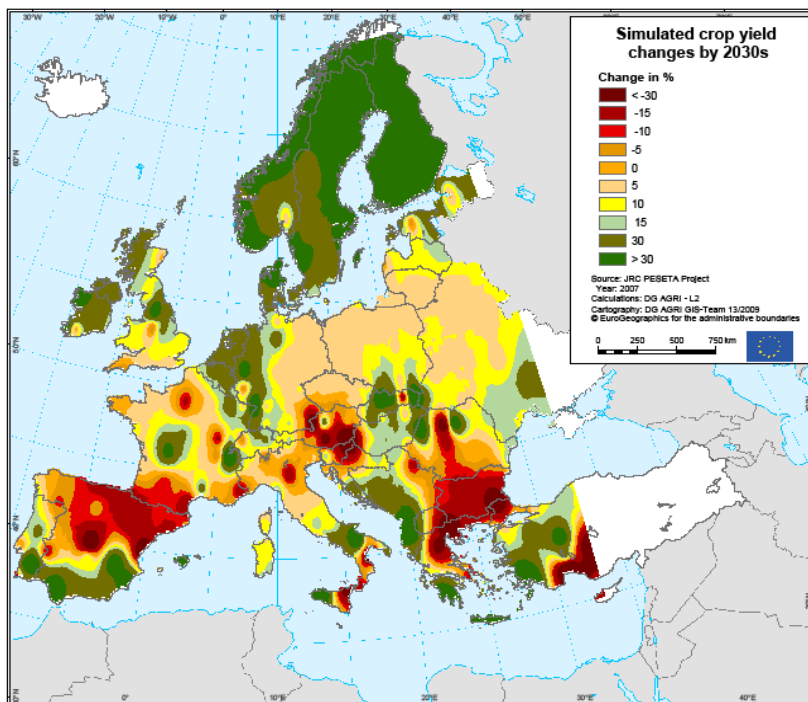 30°W 20°W 10°W 0°E 10°E 20°E 30°E 40°E 50°E
Simulated crop yield
changes by 2030s
Change in %
< -30
-15
-10
-5
0
5
10
15
30
> 30
Source: JRC PESETA Project
Year: 2007
Calculations: DG AGRI - L2
Cartography: DG AGRI GIS-Team 13/2009
© EuroGeographics for the administrative boundaries
0 250 500 750 km
60°N
50°N
40°N
0° 10°E 20°E 30°E 40°E